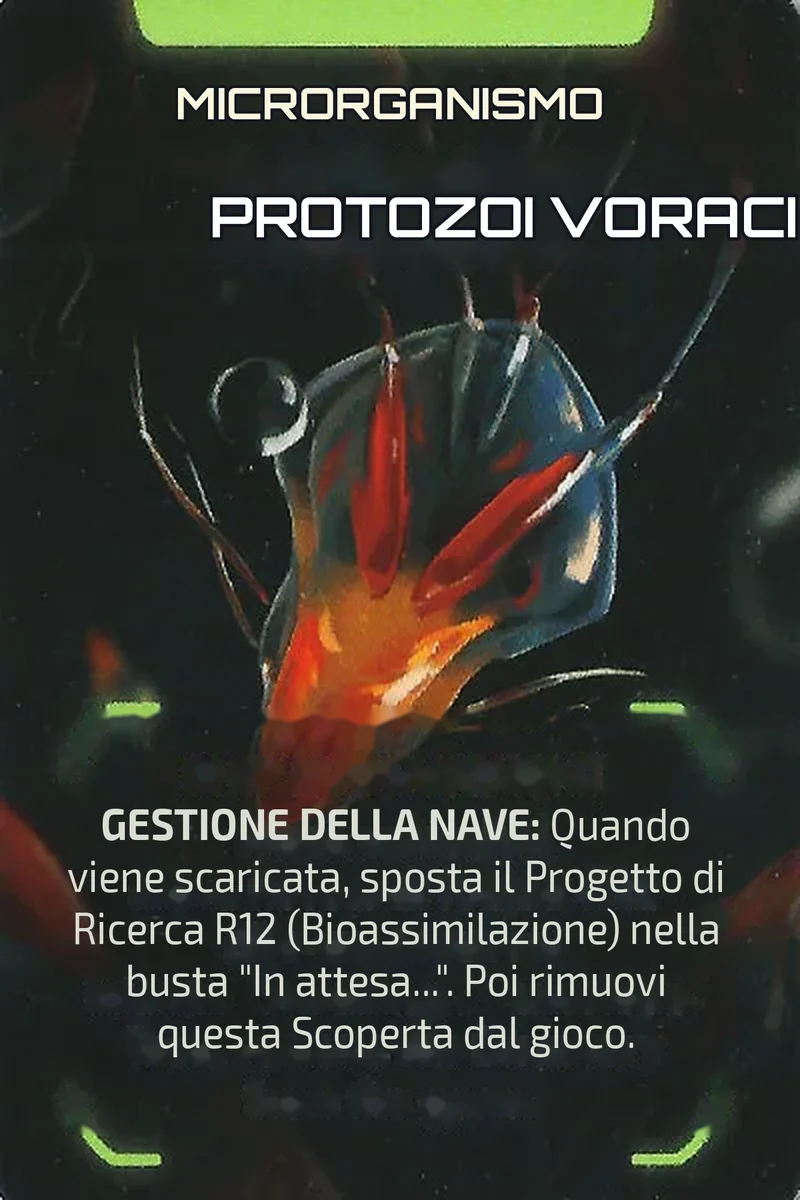 MICRORGANISMO
PROTOZOI VORACI
GESTIONE DELLA NAVE: Quando
viene scaricata, sposta il Progetto di
Ricerca R12 (Bioassimilazione) nella
busta "In attesa...". Poi rimuovi
questa Scoperta dal gioco.